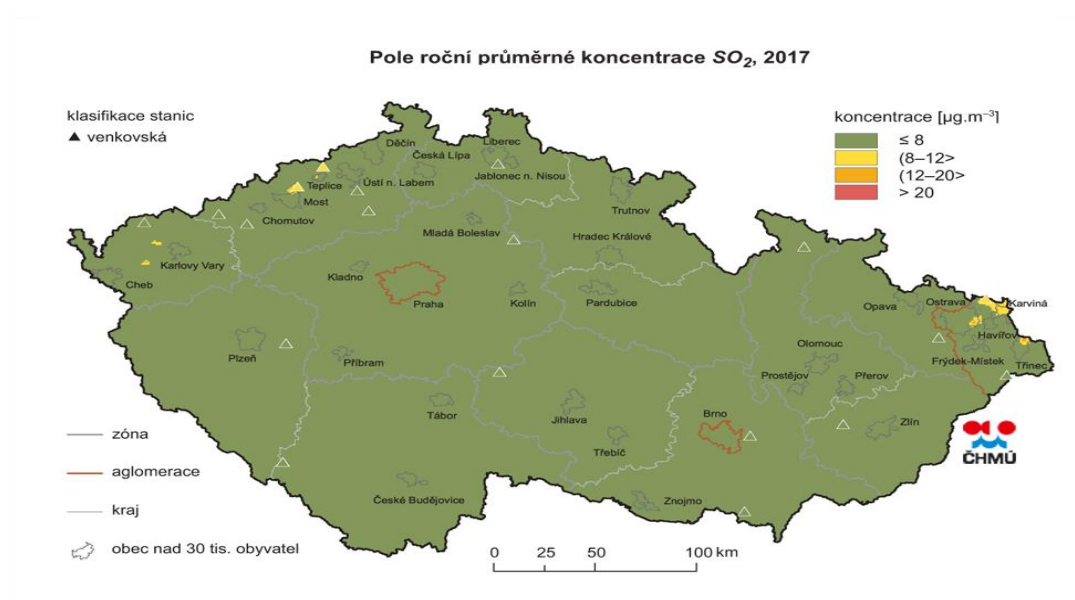 Pole roční průměrné koncentrace SO2, 2017
klasifikace stanic
venkovská
koncentrace [µg.m–3]
≤ 8
(8–12>
(12–20>
> 20
Děčín
Liberec
Česká Lípa
Jablonec n. Nisou
Teplice
Ústí n. Labem
Most
Chomutov
Trutnov
Mladá Boleslav
Hradec Králové
Karlovy Vary
Cheb
Kladno
Praha
Kolín
Pardubice
Opava
Ostrava
Karviná
Havířov
Frýdek-Místek
Třinec
Plzeň
Příbram
Olomouc
Prostějov
Přerov
Tábor
Jihlava
Brno
Zlín
Třebíč
České Budějovice
Znojmo
ČHMÚ
zóna
aglomerace
kraj
obec nad 30 tis. obyvatel
0 25 50 100 km